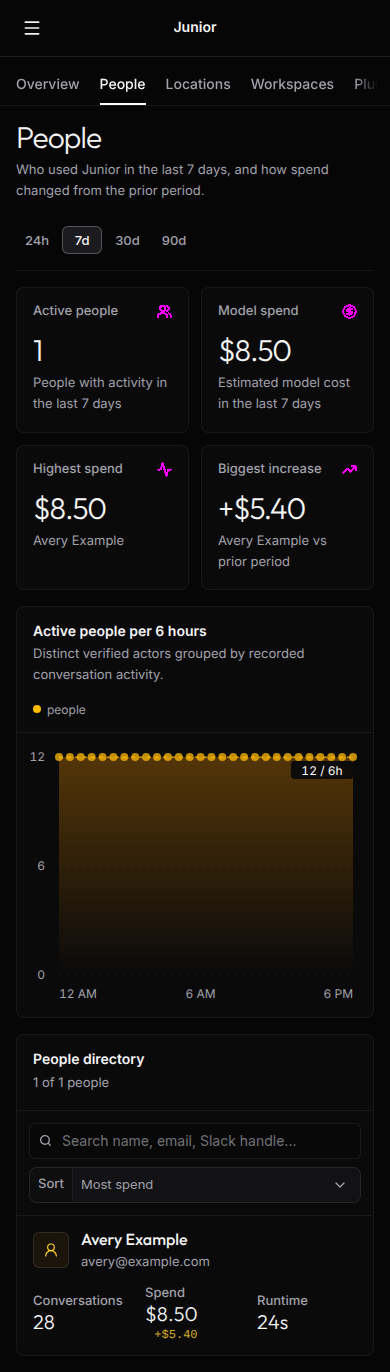 Junior
Overview People Locations Workspaces Plu
People
Who used Junior in the last 7 days, and how spend
changed from the prior period.
24h 7d 30d 90d
Active people
1
People with activity in
the last 7 days
Model spend
$8.50
Estimated model cost
in the last 7 days
Highest spend
$8.50
Avery Example
Biggest increase
+$5.40
Avery Example vs
prior period
Active people per 6 hours
Distinct verified actors grouped by recorded
conversation activity.
people
12
12 / 6h
6
0
12 AM 6 AM 6 PM
People directory
1 of 1 people
Search name, email, Slack handle...
Sort Most spend
Avery Example
avery@example.com
Conversations
28
Spend
$8.50
+$5.40
Runtime
24s